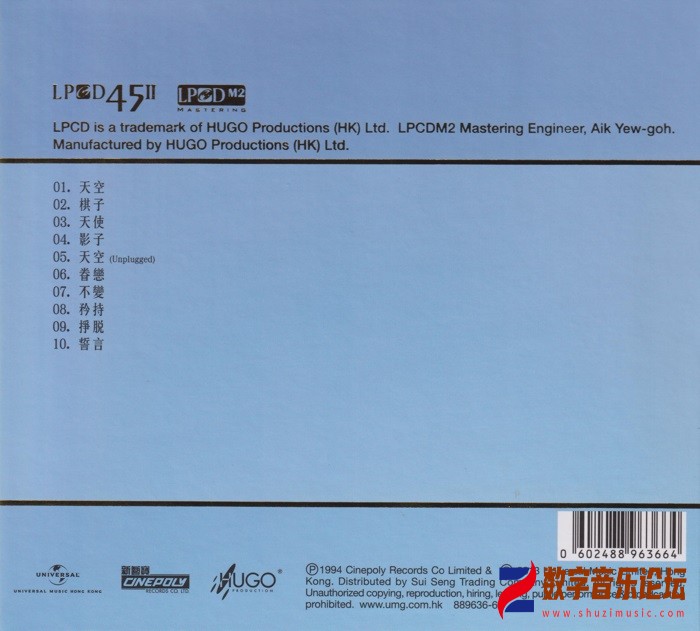 LPCD45II LPCD M2
MASTERING
LPCD is a trademark of HUGO Productions (HK) Ltd. LPCDM2 Mastering Engineer, Aik Yew-goh.
Manufactured by HUGO Productions (HK) Ltd.
01. 天空
02. 棋子
03. 天使
04. 影子
05. 天空 (Unplugged)
06. 眷戀
07. 不變
08. 矜持
09. 掙脱
10. 誓言
0 602488 963664
UNIVERSAL
UNIVERSAL MUSIC HONG KONG
新藝寶
CINEPOLY
RECORDS CO. LTD.
HUGO
PRODUCTION
Ⓟ1994 Cinepoly Records Co Limited & Ⓒ
Kong. Distributed by Sui Seng Trading
Unauthorized copying, reproduction, hiring,
prohibited. www.umg.com.hk 889636-6
数字音乐论坛
www.shuzimusic.com